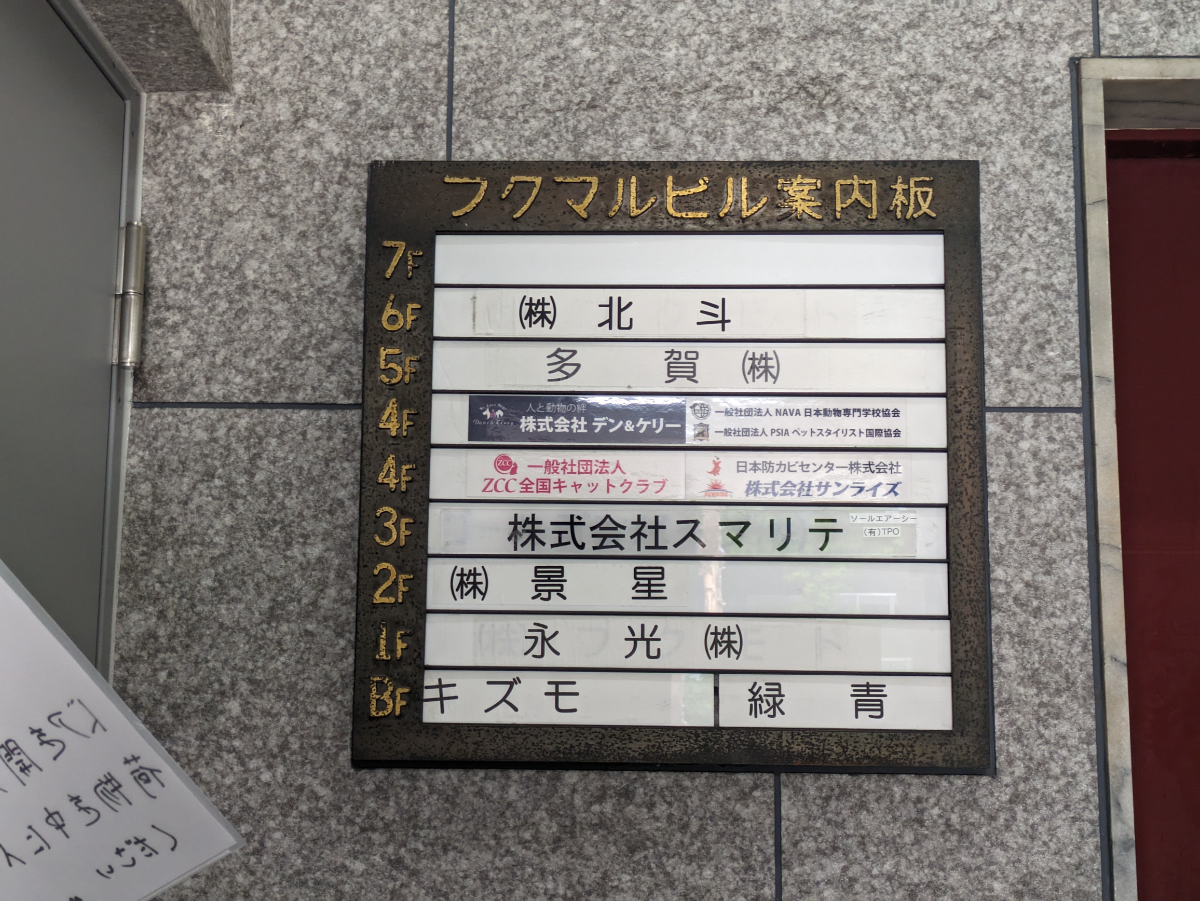 フクマルビル案内板
7F
6F ㈱ 北 斗
5F 多 賀 ㈱
4F 人と動物の絆 株式会社 デン&ケリー
一般社団法人 NAVA 日本動物専門学校協会
一般社団法人 PSIA ペットスタイリスト国際協会
4F ZCC 一般社団法人
ZCC 全国キャットクラブ
日本防カビセンター株式会社
株式会社サンライズ
3F 株式会社スマリテ
ソールエアーシー
(有)TPO
2F ㈱ 景 星
1F 永 光 ㈱
BF キズモ 緑 青